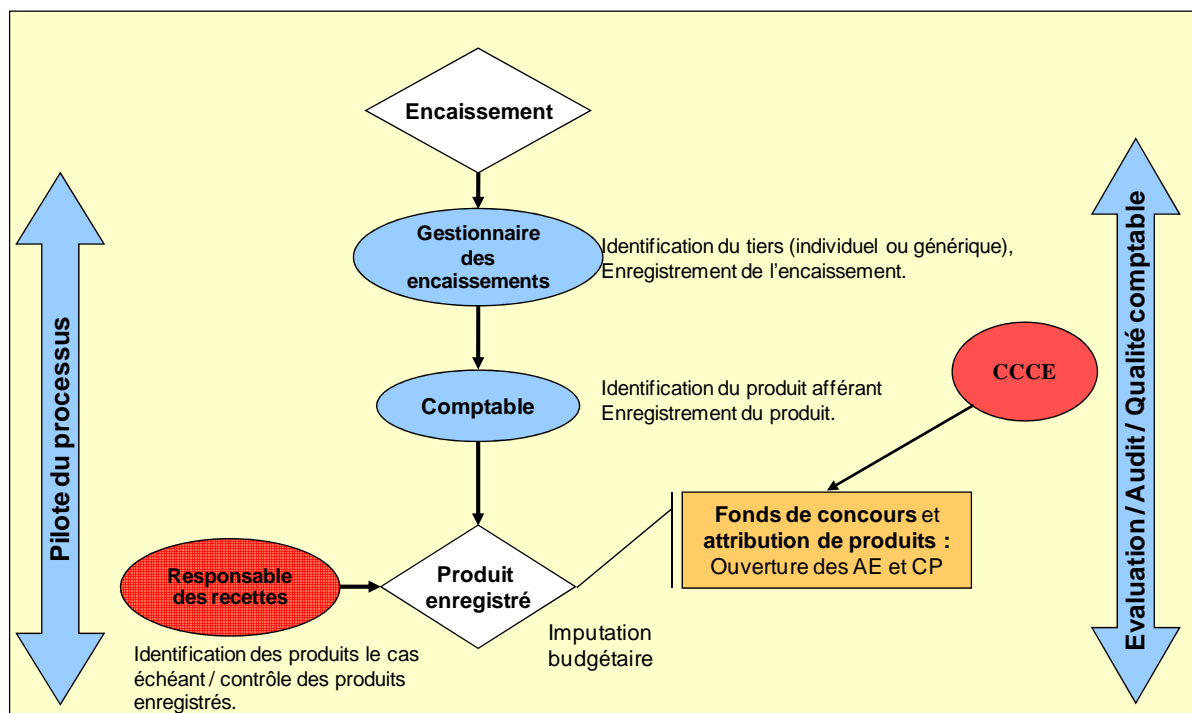 Encaissement
Gestionnaire
des
encaissements
Identification du tiers (individuel ou générique),
Enregistrement de l'encaissement.
Pilote du processus
Evaluation / Audit / Qualité comptable
CCCE
Comptable
Identification du produit afférant
Enregistrement du produit.
Fonds de concours et
attribution de produits :
Ouverture des AE et CP
Responsable
des recettes
Produit
enregistré
Imputation
budgétaire
Identification des produits le cas
échéant / contrôle des produits
enregistrés.